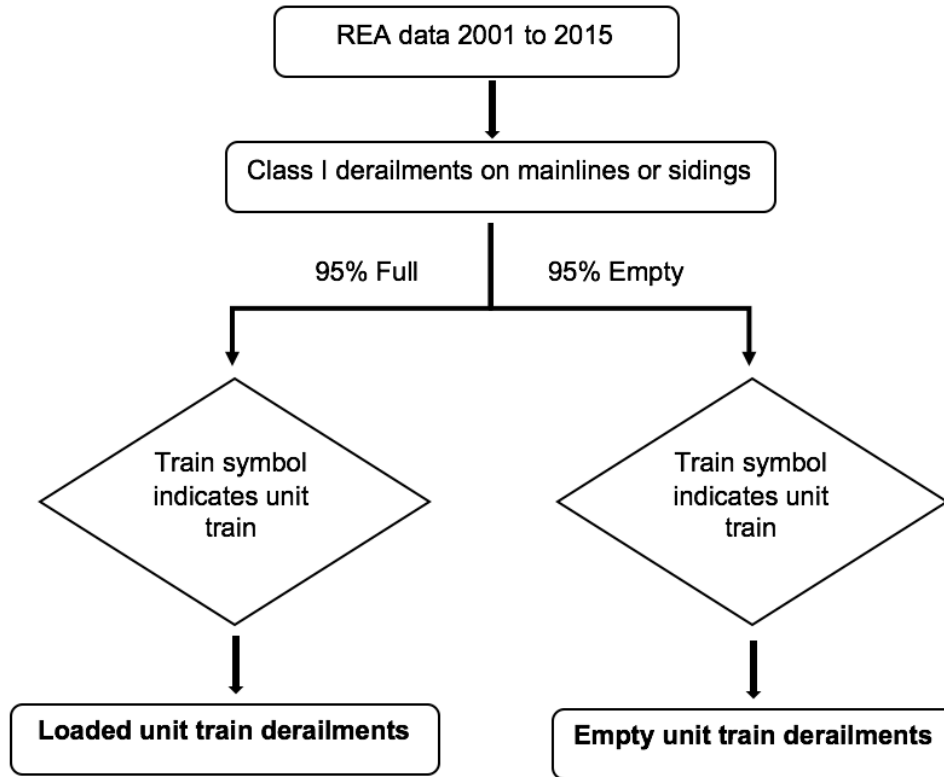 REA data 2001 to 2015
Class I derailments on mainlines or sidings
95% Full
95% Empty
Train symbol
indicates unit
train
Train symbol
indicates unit
train
Loaded unit train derailments
Empty unit train derailments